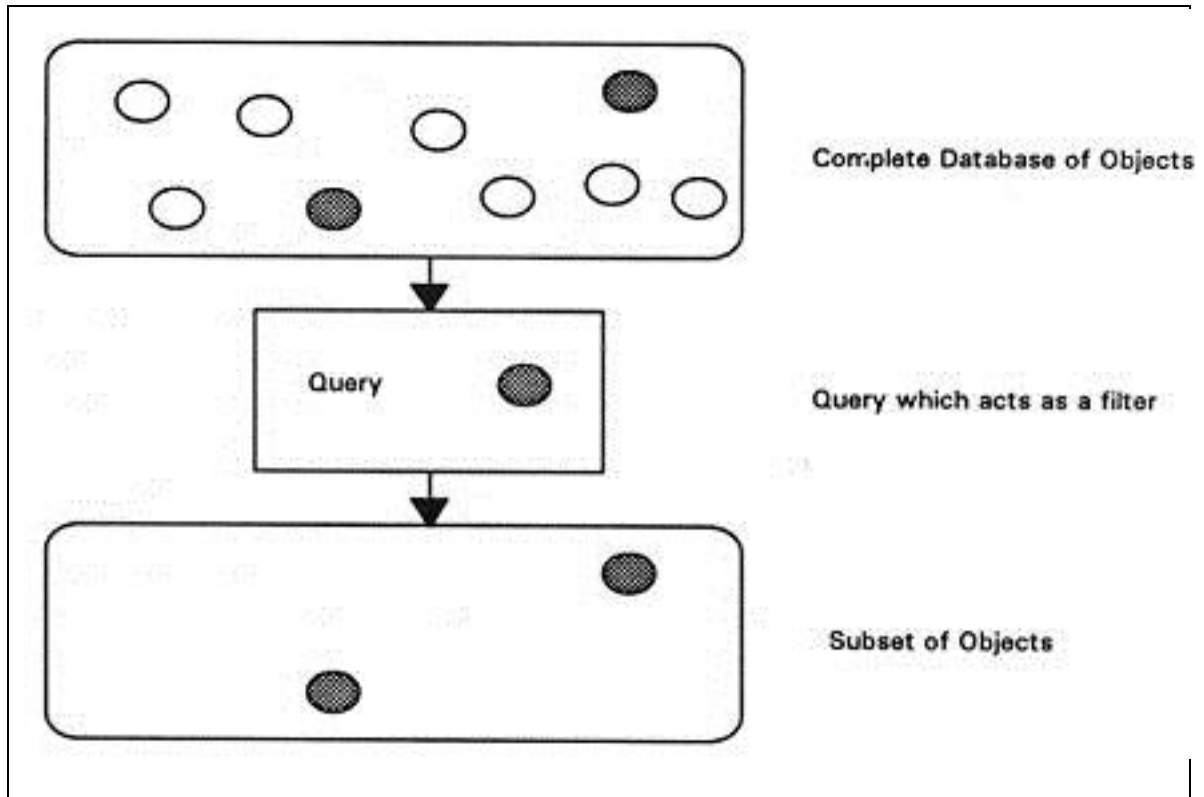 Complete Database of Objects
Query
Query which acts as a filter
Subset of Objects